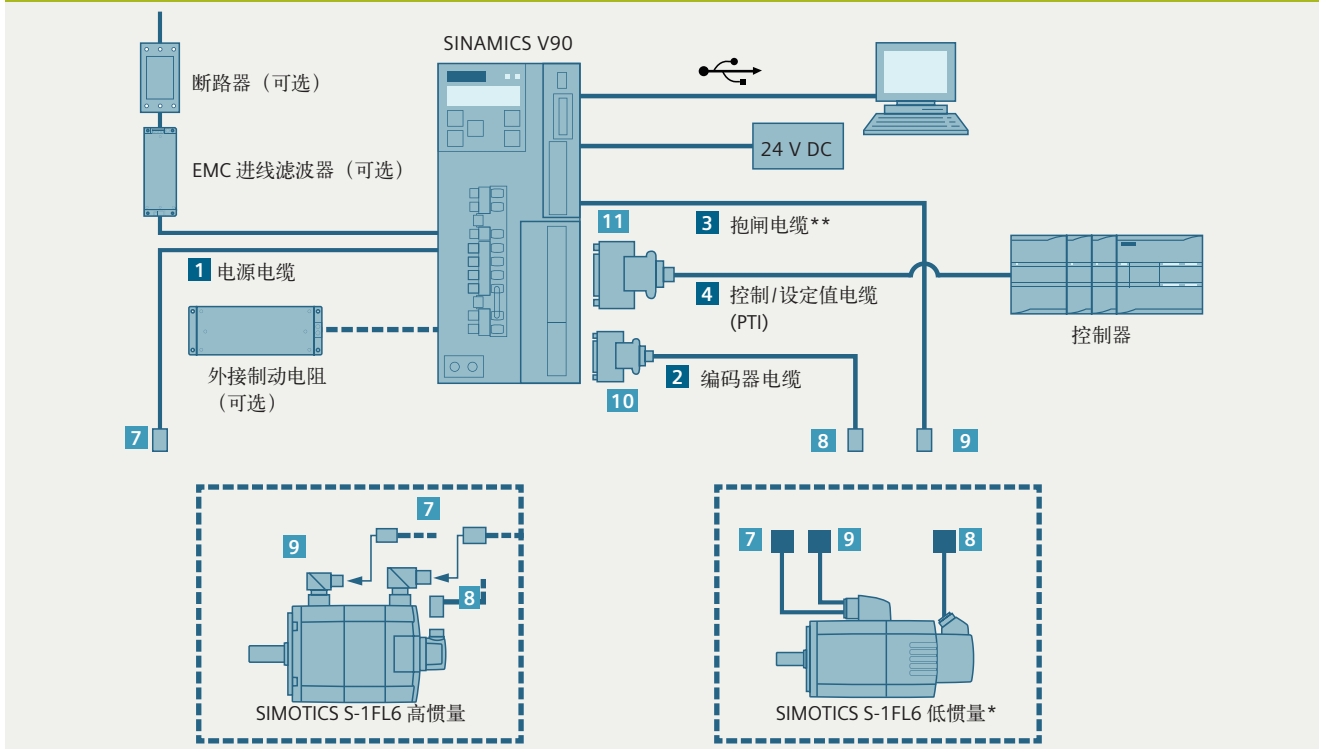 SINAMICS V90
断路器（可选）
EMC 进线滤波器（可选）
24 V DC
11
3 抱闸电缆**
1 电源电缆
4 控制/设定值电缆
(PTI)
控制器
外接制动电阻
（可选）
2 编码器电缆
10
7
8
9
7
9
8
SIMOTICS S-1FL6 高惯量
7
9
8
SIMOTICS S-1FL6 低惯量*